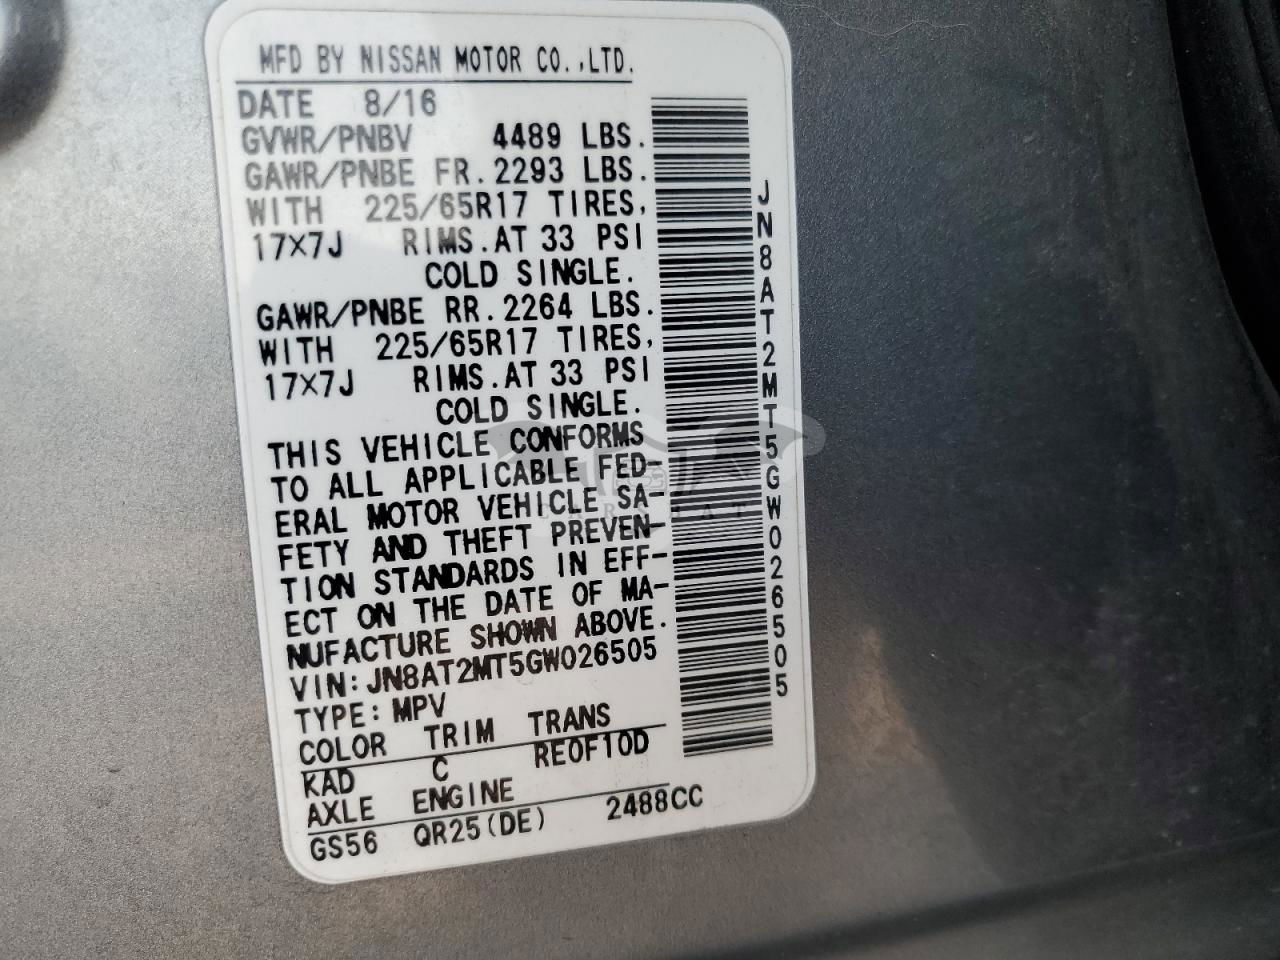 MFD BY NISSAN MOTOR CO.,LTD.
DATE 8/16
GVWR/PNBV 4489 LBS.
GAWR/PNBE FR. 2293 LBS.
WITH 225/65R17 TIRES,
17×7J RIMS. AT 33 PSI
COLD SINGLE.
GAWR/PNBE RR. 2264 LBS.
WITH 225/65R17 TIRES,
17×7J RIMS. AT 33 PSI
COLD SINGLE.
THIS VEHICLE CONFORMS
TO ALL APPLICABLE FED-
ERAL MOTOR VEHICLE SA-
FETY AND THEFT PREVEN-
TION STANDARDS IN EFF-
ECT ON THE DATE OF MA-
NUFACTURE SHOWN ABOVE.
VIN: JN8AT2MT5GW026505
TYPE: MPV
COLOR TRIM TRANS
KAD C RE0F10D
AXLE ENGINE
GS56 QR25(DE) 2488CC
JN8AT2MT5GW026505